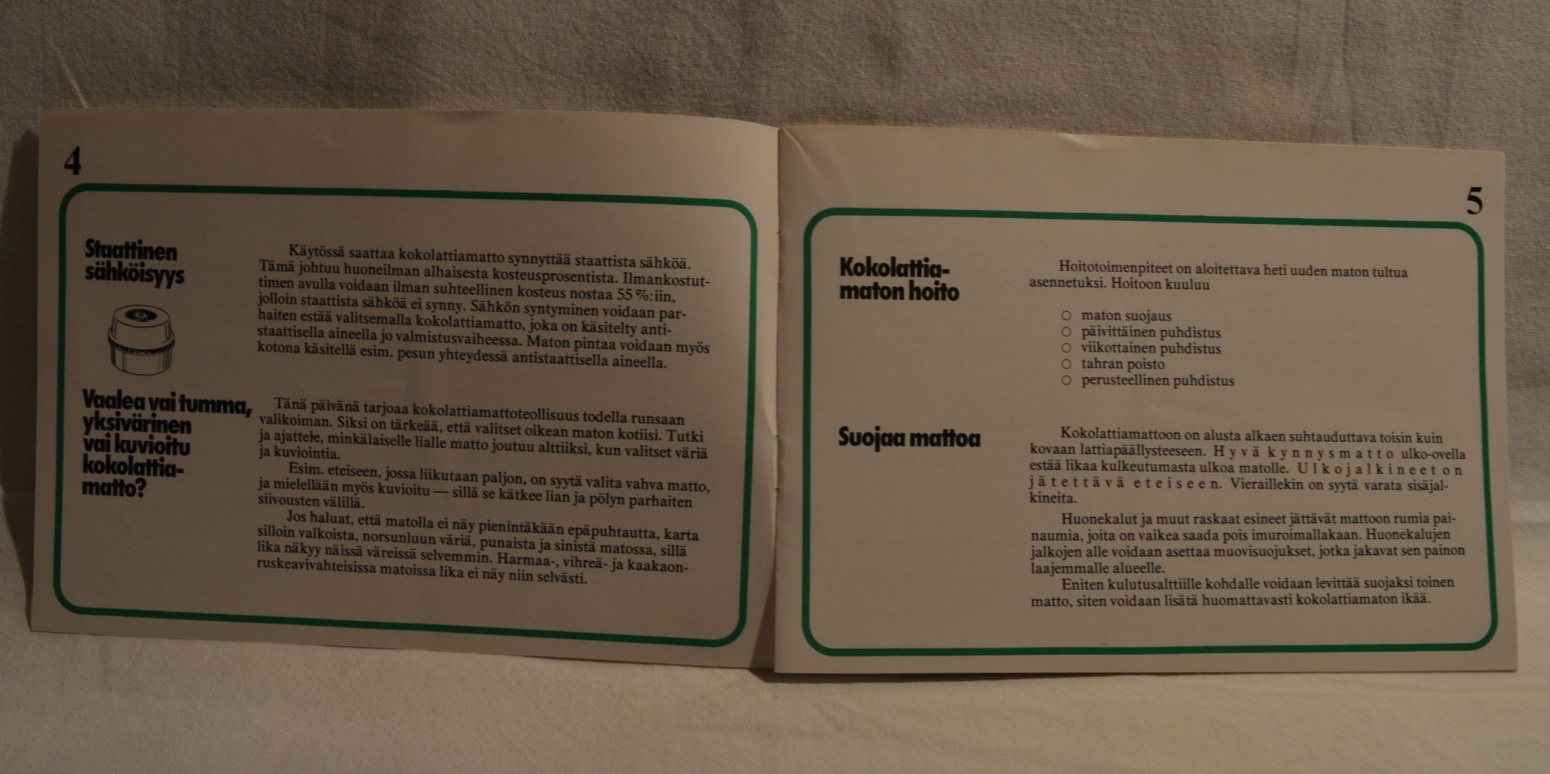 4
Staattinen
sähköisyys
Käytössä saattaa kokolattiamatto synnyttää staattista sähköä.
Tämä johtuu huoneilman alhaisesta kosteusprosentista. Ilmankostut-
timen avulla voidaan ilman suhteellinen kosteus nostaa 55 %:iin,
jolloin staattista sähköä ei synny. Sähkön syntyminen voidaan par-
haiten estää valitsemalla kokolattiamatto, joka on käsitelty anti-
staattisella aineella jo valmistusvaiheessa. Maton pintaa voidaan myös
kotona käsitellä esim. pesun yhteydessä antistaattisella aineella.
Vaalea vai tumma,
yksivärinen
vai kuvioitu
kokolattia-
matto?
Tänä päivänä tarjoaa kokolattiamattoteollisuus todella runsaan
valikoiman. Siksi on tärkeää, että valitset oikean maton kotiisi. Tutki
ja ajattele, minkälaiselle lialle matto joutuu alttiiksi, kun valitset väriä
ja kuviointia.
Esim. eteiseen, jossa liikutaan paljon, on syytä valita vahva matto,
ja mielellään myös kuvioitu — sillä se kätkee lian ja pölyn parhaiten
siivousten välillä.
Jos haluat, että matolla ei näy pienintäkään epäpuhtautta, karta
silloin valkoista, norsunluun väriä, punaista ja sinistä matossa, sillä
lika näkyy näissä väreissä selvemmin. Harmaa-, vihreä- ja kaakaon-
ruskeavivahteisissa matoissa lika ei näy niin selvästi.
5
Kokolattia-
maton hoito
Hoitotoimenpiteet on aloitettava heti uuden maton tultua
asennetuksi. Hoitoon kuuluu
○ maton suojaus
○ päivittäinen puhdistus
○ viikottainen puhdistus
○ tahran poisto
○ perusteellinen puhdistus
Suojaa mattoa
Kokolattiamattoon on alusta alkaen suhtauduttava toisin kuin
kovaan lattiapäällysteeseen. H y v ä  k y n n y s m a t t o ulko-ovella
estää likaa kulkeutumasta ulkoa matolle. U l k o j a l k i n e e t  o n
j ä t e t t ä v ä  e t e i s e e n. Vieraillekin on syytä varata sisäjal-
kineita.
Huonekalut ja muut raskaat esineet jättävät mattoon rumia pai-
naumia, joita on vaikea saada pois imuroimallakaan. Huonekalujen
jalkojen alle voidaan asettaa muovisuojukset, jotka jakavat sen painon
laajemmalle alueelle.
Eniten kulutusalttiille kohdalle voidaan levittää suojaksi toinen
matto, siten voidaan lisätä huomattavasti kokolattiamaton ikää.